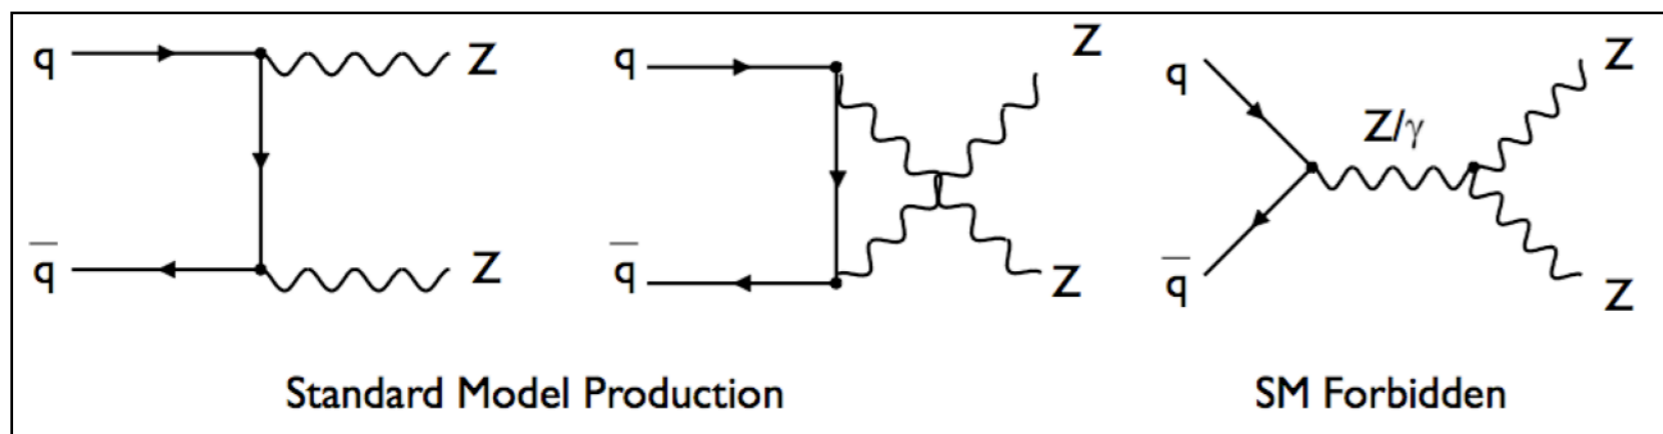 q Z
q̅ Z
q Z
q̅ Z
q Z
Z/γ
q̅ Z
Standard Model Production
SM Forbidden